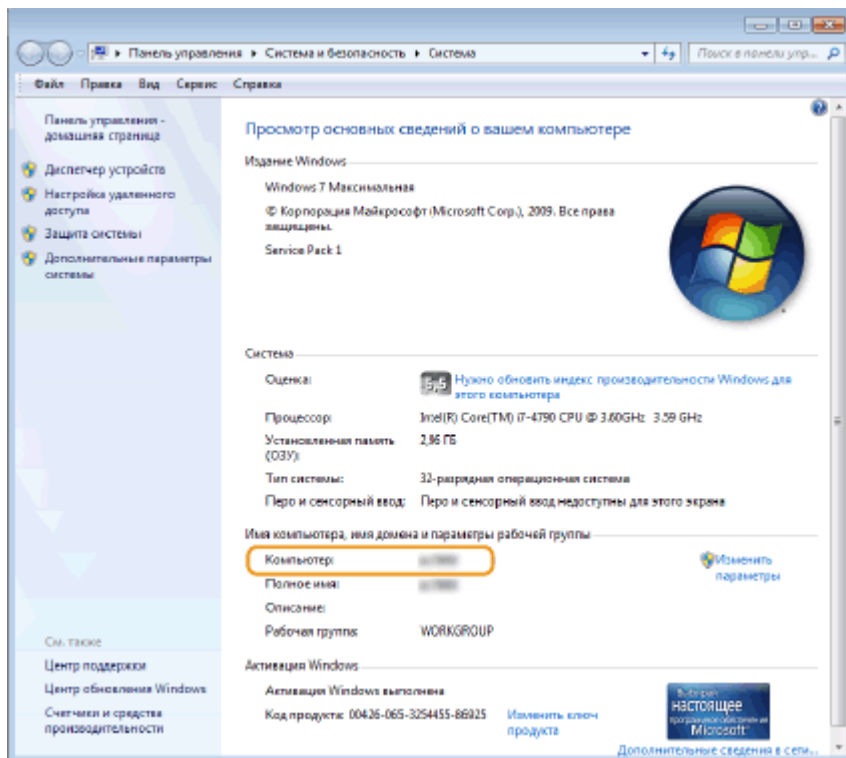 Панель управления ▸ Система и безопасность ▸ Система
Поиск в панели упр...
Файл Правка Вид Сервис Справка
Панель управления -
домашняя страница
Диспетчер устройств
Настройка удаленного
доступа
Защита системы
Дополнительные параметры
системы
См. также
Центр поддержки
Центр обновления Windows
Счетчики и средства
производительности
Просмотр основных сведений о вашем компьютере
Издание Windows
Windows 7 Максимальная
© Корпорация Майкрософт (Microsoft Corp.), 2009. Все права
защищены.
Service Pack 1
Система
Оценка: 5,5 Нужно обновить индекс производительности Windows для
этого компьютера
Процессор: Intel(R) Core(TM) i7-4790 CPU @ 3.60GHz 3.59 GHz
Установленная память
(ОЗУ): 2,96 ГБ
Тип системы: 32-разрядная операционная система
Перо и сенсорный ввод: Перо и сенсорный ввод недоступны для этого экрана
Имя компьютера, имя домена и параметры рабочей группы
Компьютер:
Изменить
параметры
Полное имя:
Описание:
Рабочая группа: WORKGROUP
Активация Windows
Активация Windows выполнена
Код продукта: 00426-065-3254455-86925
Изменить ключ
продукта
Выбирай
настоящее
программное обеспечение
Microsoft
Дополнительные сведения в сети...